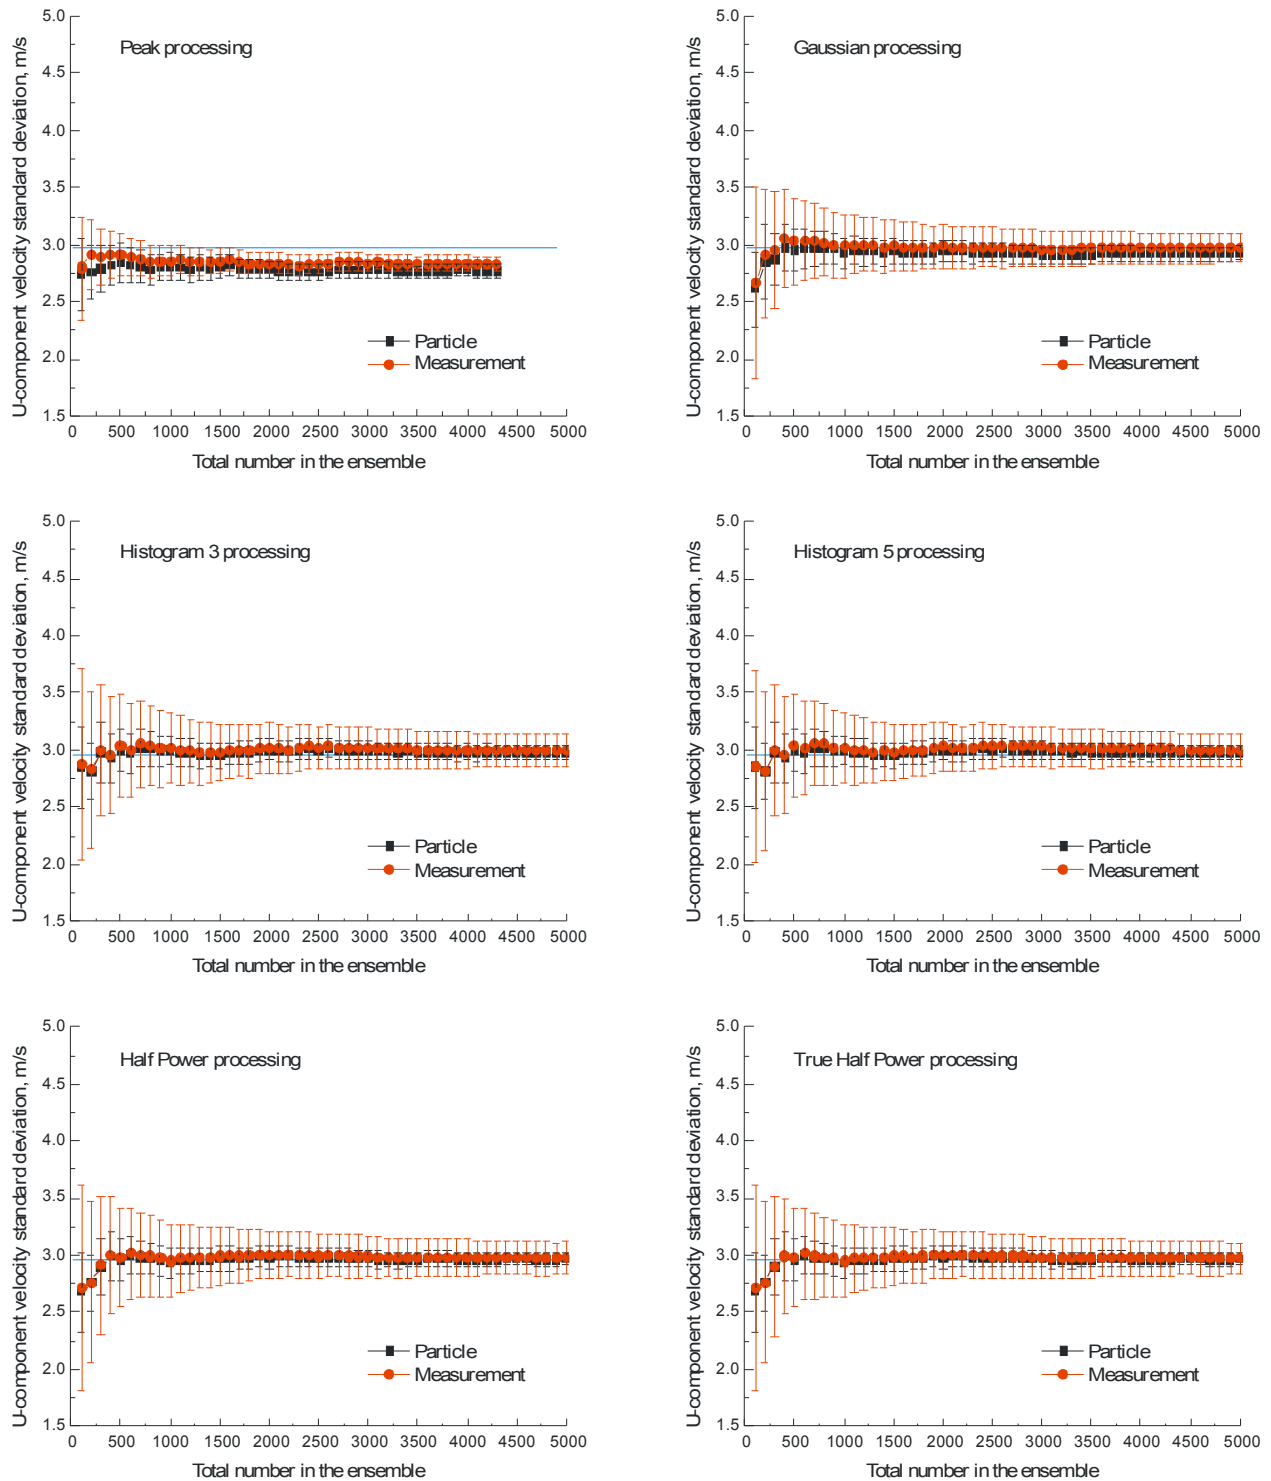 U-component velocity standard deviation, m/s
5.0
4.5
4.0
3.5
3.0
2.5
2.0
1.5
Peak processing
Particle
Measurement
0 500 1000 1500 2000 2500 3000 3500 4000 4500 5000
Total number in the ensemble
U-component velocity standard deviation, m/s
5.0
4.5
4.0
3.5
3.0
2.5
2.0
1.5
Gaussian processing
Particle
Measurement
0 500 1000 1500 2000 2500 3000 3500 4000 4500 5000
Total number in the ensemble
U-component velocity standard deviation, m/s
5.0
4.5
4.0
3.5
3.0
2.5
2.0
1.5
Histogram 3 processing
Particle
Measurement
0 500 1000 1500 2000 2500 3000 3500 4000 4500 5000
Total number in the ensemble
U-component velocity standard deviation, m/s
5.0
4.5
4.0
3.5
3.0
2.5
2.0
1.5
Histogram 5 processing
Particle
Measurement
0 500 1000 1500 2000 2500 3000 3500 4000 4500 5000
Total number in the ensemble
U-component velocity standard deviation, m/s
5.0
4.5
4.0
3.5
3.0
2.5
2.0
1.5
Half Power processing
Particle
Measurement
0 500 1000 1500 2000 2500 3000 3500 4000 4500 5000
Total number in the ensemble
U-component velocity standard deviation, m/s
5.0
4.5
4.0
3.5
3.0
2.5
2.0
1.5
True Half Power processing
Particle
Measurement
0 500 1000 1500 2000 2500 3000 3500 4000 4500 5000
Total number in the ensemble